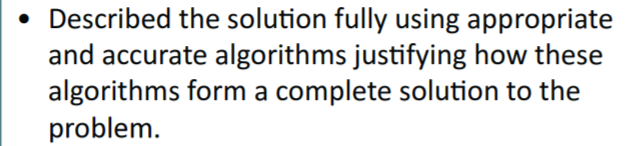 • Described the solution fully using appropriate
and accurate algorithms justifying how these
algorithms form a complete solution to the
problem.